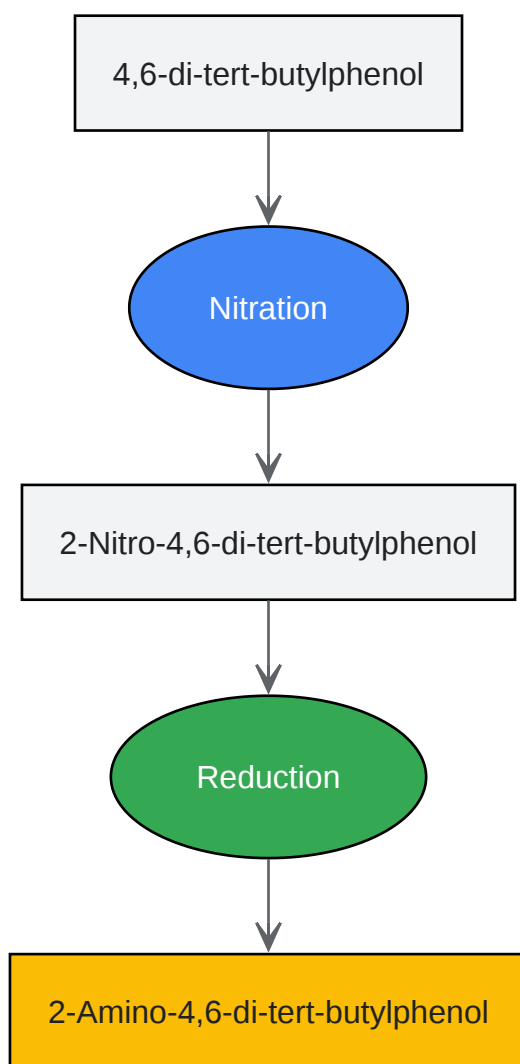 4,6-di-tert-butylphenol
Nitration
2-Nitro-4,6-di-tert-butylphenol
Reduction
2-Amino-4,6-di-tert-butylphenol